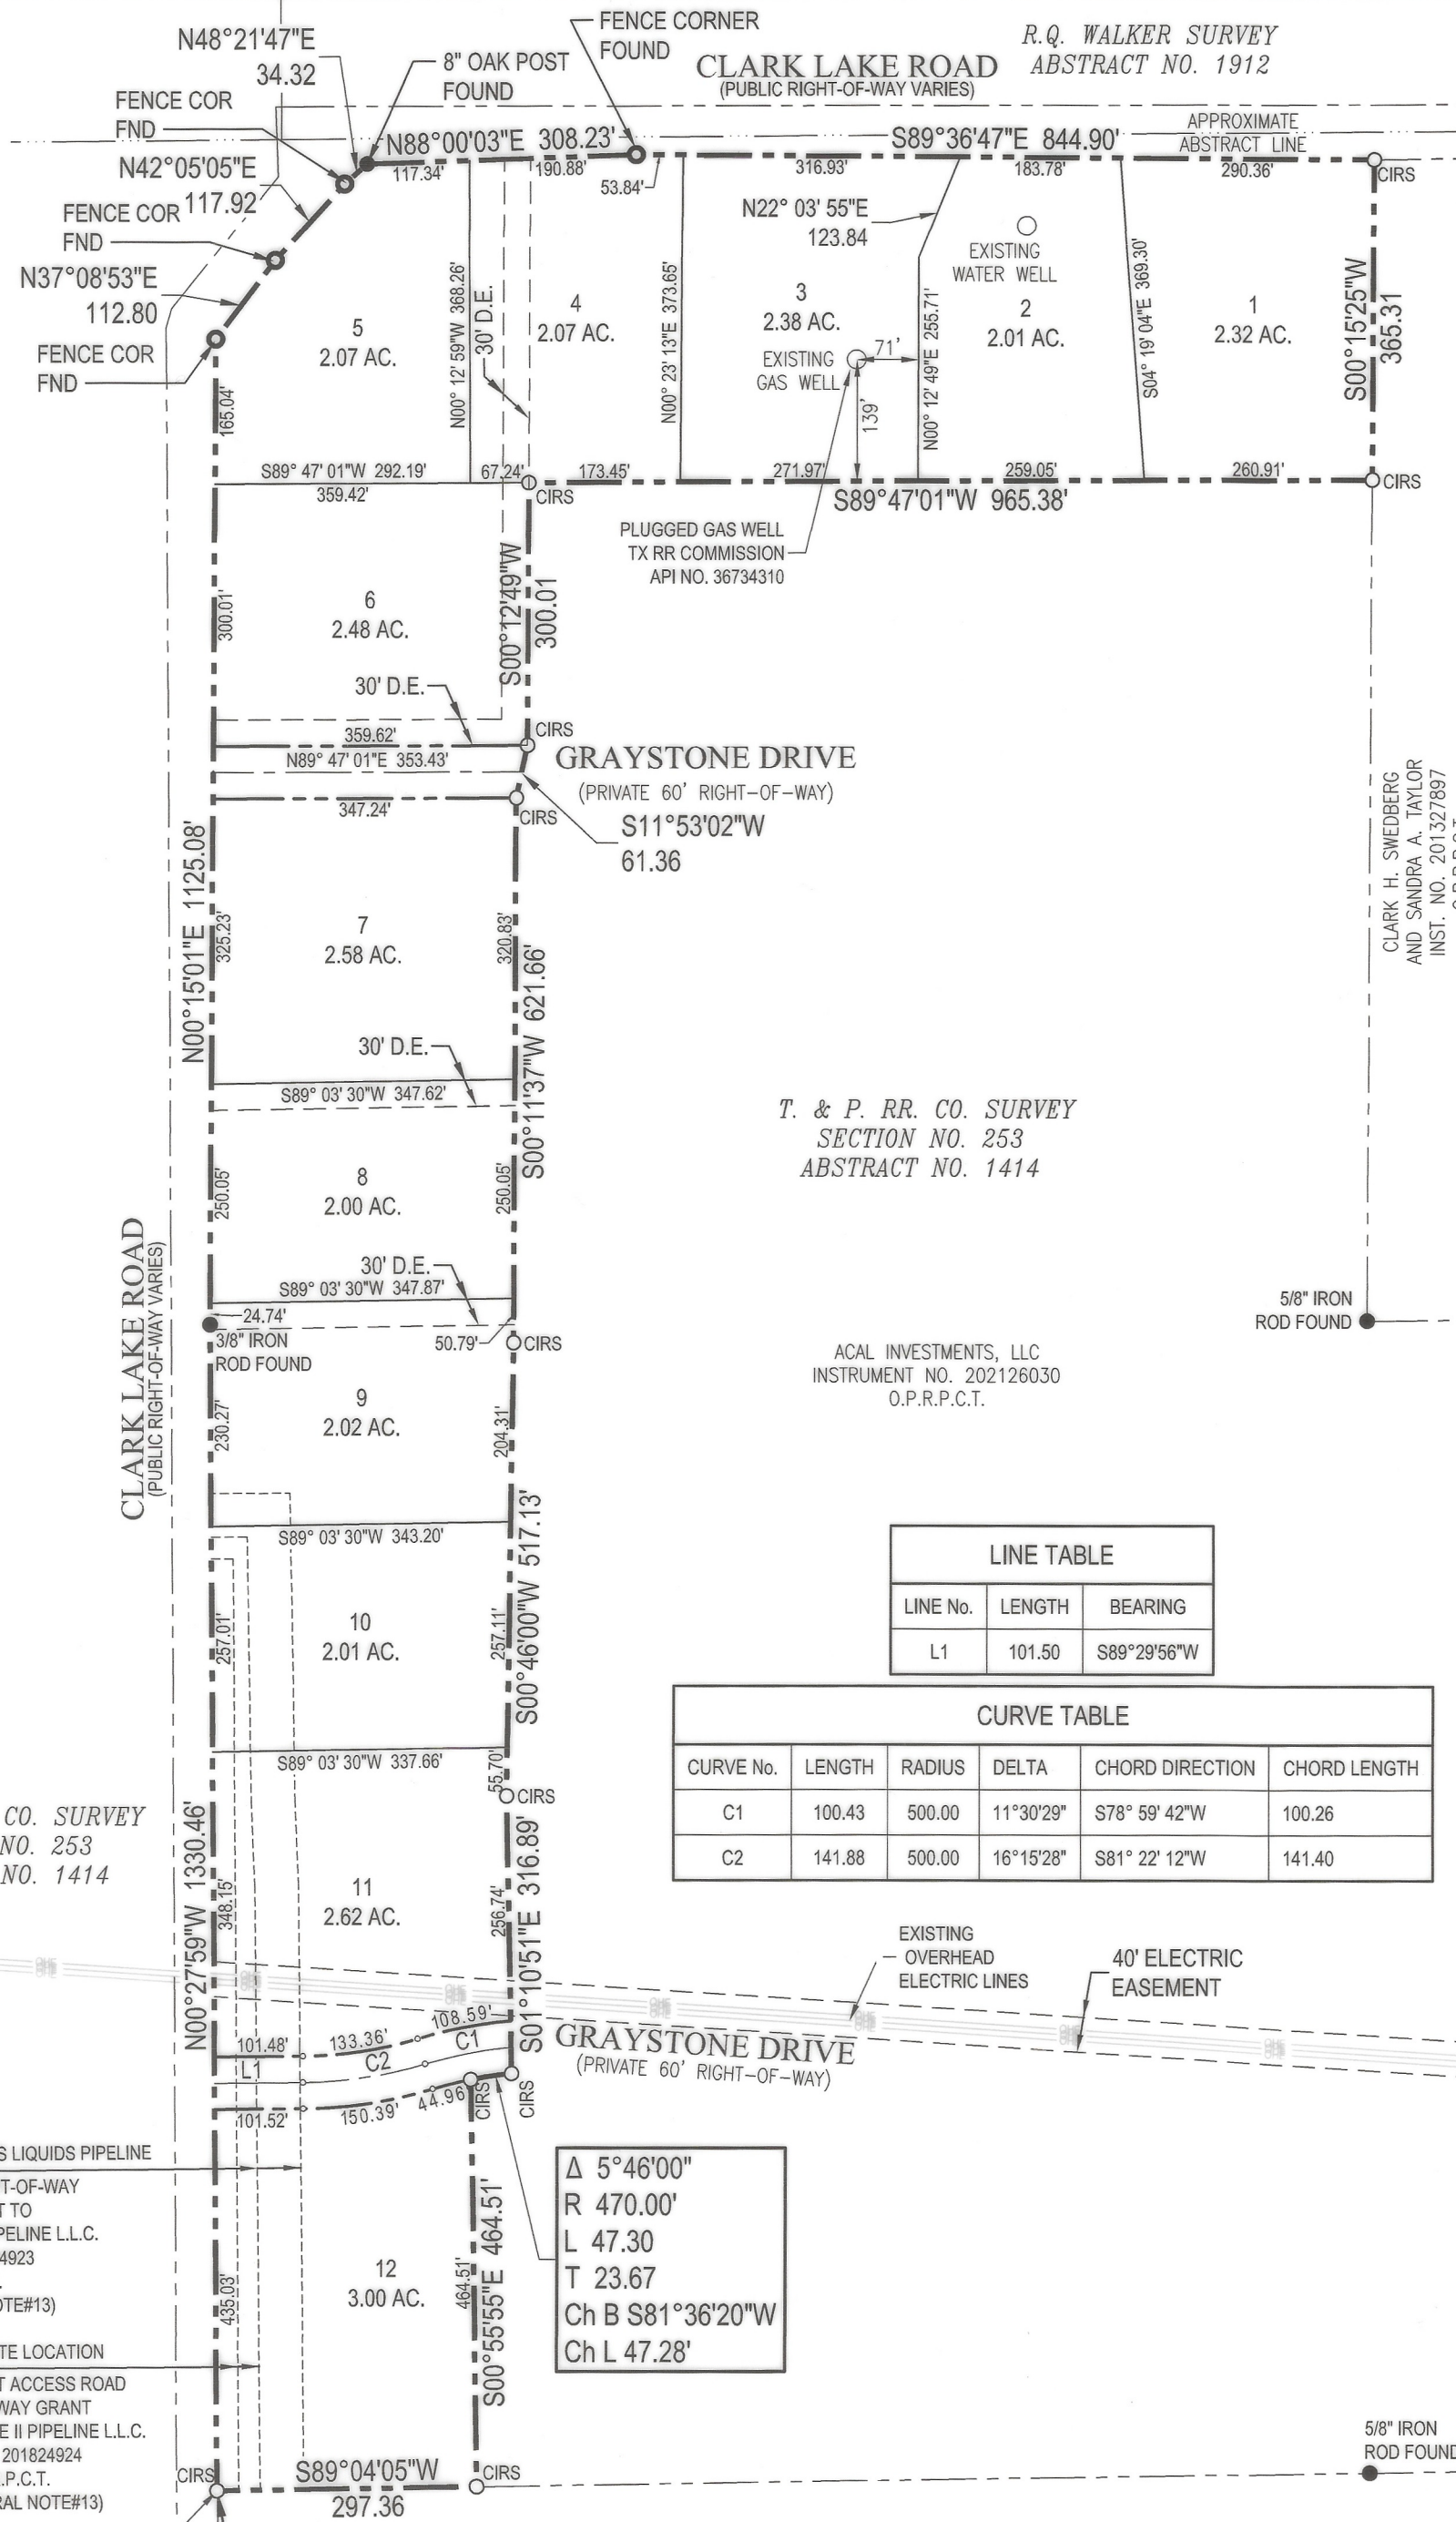 N48°21'47"E
34.32
8" OAK POST
FOUND
FENCE CORNER
FOUND
CLARK LAKE ROAD
(PUBLIC RIGHT-OF-WAY VARIES)
R.Q. WALKER SURVEY
ABSTRACT NO. 1912
FENCE COR
FND
N42°05'05"E
117.92
FENCE COR
FND
N37°08'53"E
112.80
FENCE COR
FND
N88°00'03"E 308.23'
117.34'
190.88'
53.84'
S89°36'47"E 844.90'
316.93'
183.78'
290.36'
APPROXIMATE
ABSTRACT LINE
CIRS
N22° 03' 55"E
123.84
EXISTING
WATER WELL
5
2.07 AC.
N00° 12' 59"W 368.26'
30' D.E.
4
2.07 AC.
N00° 23' 13"E 373.65'
3
2.38 AC.
EXISTING
GAS WELL
71'
139'
N00° 12' 49"E 255.71'
2
2.01 AC.
S04° 19' 04"E 369.30'
1
2.32 AC.
S00°15'25"W
365.31
165.04'
S89° 47' 01"W 292.19'
67.24'
359.42'
CIRS
173.45'
271.97'
259.05'
260.91'
CIRS
S89°47'01"W 965.38'
PLUGGED GAS WELL
TX RR COMMISSION
API NO. 36734310
300.01'
6
2.48 AC.
S00°12'49"W
300.01
30' D.E.
359.62'
CIRS
N89° 47' 01"E 353.43'
GRAYSTONE DRIVE
(PRIVATE 60' RIGHT-OF-WAY)
347.24'
CIRS
S11°53'02"W
61.36
CLARK H. SWEDBERG
AND SANDRA A. TAYLOR
INST. NO. 201327897
N00°15'01"E 1125.08'
325.23'
7
2.58 AC.
320.83'
S00°11'37"W 621.66'
30' D.E.
S89° 03' 30"W 347.62'
T. & P. RR. CO. SURVEY
SECTION NO. 253
ABSTRACT NO. 1414
250.05'
8
2.00 AC.
250.05'
30' D.E.
S89° 03' 30"W 347.87'
CLARK LAKE ROAD
(PUBLIC RIGHT-OF-WAY VARIES)
24.74'
3/8" IRON
ROD FOUND
50.79'
CIRS
5/8" IRON
ROD FOUND
ACAL INVESTMENTS, LLC
INSTRUMENT NO. 202126030
O.P.R.P.C.T.
230.27'
9
2.02 AC.
204.31'
S89° 03' 30"W 343.20'
S00°46'00"W 517.13'
257.01'
10
2.01 AC.
257.11'
S89° 03' 30"W 337.66'
55.70'
CIRS
LINE TABLE
LINE No. LENGTH BEARING
L1 101.50 S89°29'56"W
CURVE TABLE
CURVE No. LENGTH RADIUS DELTA CHORD DIRECTION CHORD LENGTH
C1 100.43 500.00 11°30'29" S78° 59' 42"W 100.26
C2 141.88 500.00 16°15'28" S81° 22' 12"W 141.40
CO. SURVEY
NO. 253
NO. 1414
N00°27'59"W 1330.46'
348.15'
11
2.62 AC.
256.74'
S01°10'51"E 316.89'
EXISTING
OVERHEAD
ELECTRIC LINES
40' ELECTRIC
EASEMENT
101.48'
133.36'
108.59'
L1
C2
C1
GRAYSTONE DRIVE
(PRIVATE 60' RIGHT-OF-WAY)
101.52'
150.39'
44.96
CIRS
CIRS
S LIQUIDS PIPELINE
T-OF-WAY
T TO
PELINE L.L.C.
4923
OTE#13)
Δ 5°46'00"
R 470.00'
L 47.30
T 23.67
Ch B S81°36'20"W
Ch L 47.28'
435.03'
12
3.00 AC.
464.51'
S00°55'55"E 464.51'
TE LOCATION
T ACCESS ROAD
WAY GRANT
E II PIPELINE L.L.C.
201824924
.P.C.T.
RAL NOTE#13)
CIRS
S89°04'05"W
297.36
CIRS
5/8" IRON
ROD FOUND